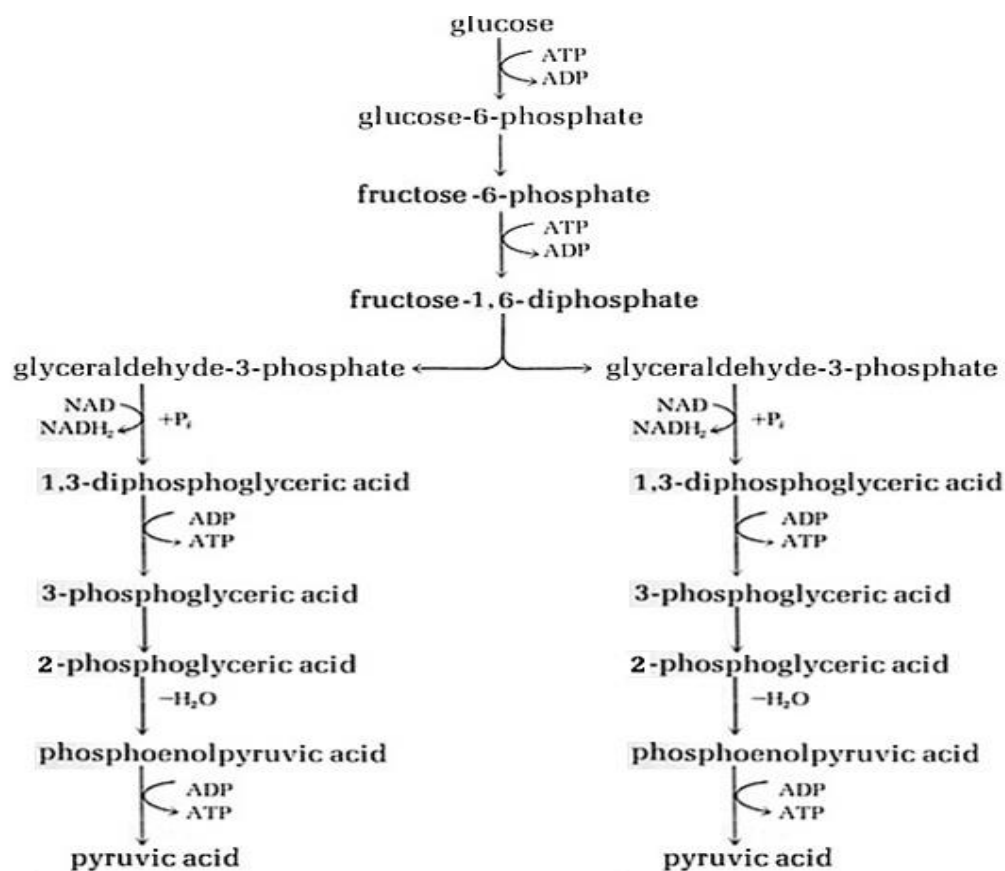 glucose
ATP
ADP
glucose-6-phosphate
fructose-6-phosphate
ATP
ADP
fructose-1,6-diphosphate
glyceraldehyde-3-phosphate glyceraldehyde-3-phosphate
NAD NAD
+Pᵢ +Pᵢ
NADH₂ NADH₂
1,3-diphosphoglyceric acid 1,3-diphosphoglyceric acid
ADP ADP
ATP ATP
3-phosphoglyceric acid 3-phosphoglyceric acid
2-phosphoglyceric acid 2-phosphoglyceric acid
−H₂O −H₂O
phosphoenolpyruvic acid phosphoenolpyruvic acid
ADP ADP
ATP ATP
pyruvic acid pyruvic acid